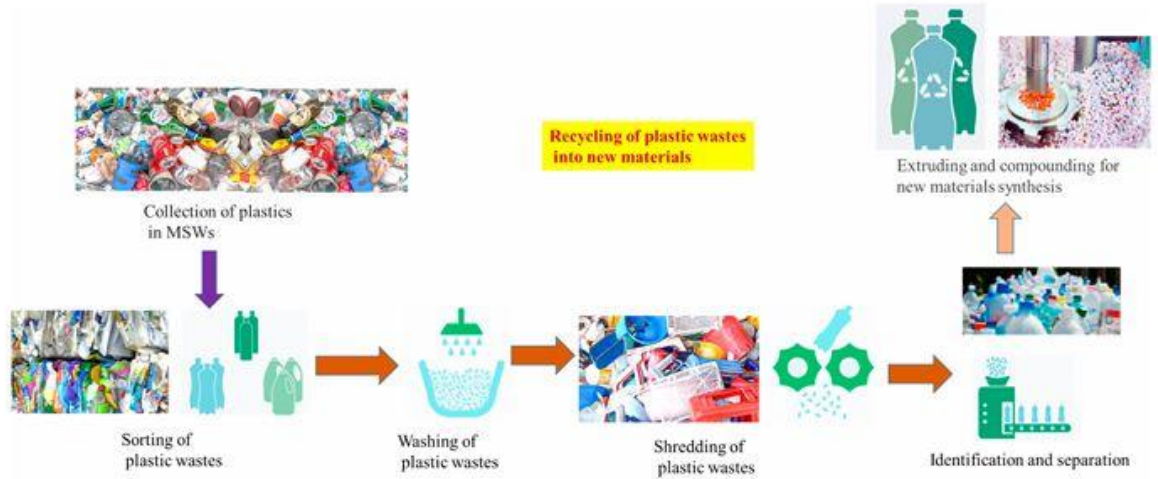 Recycling of plastic wastes
into new materials
Collection of plastics
in MSWs
Sorting of
plastic wastes
Washing of
plastic wastes
Shredding of
plastic wastes
Identification and separation
Extruding and compounding for
new materials synthesis